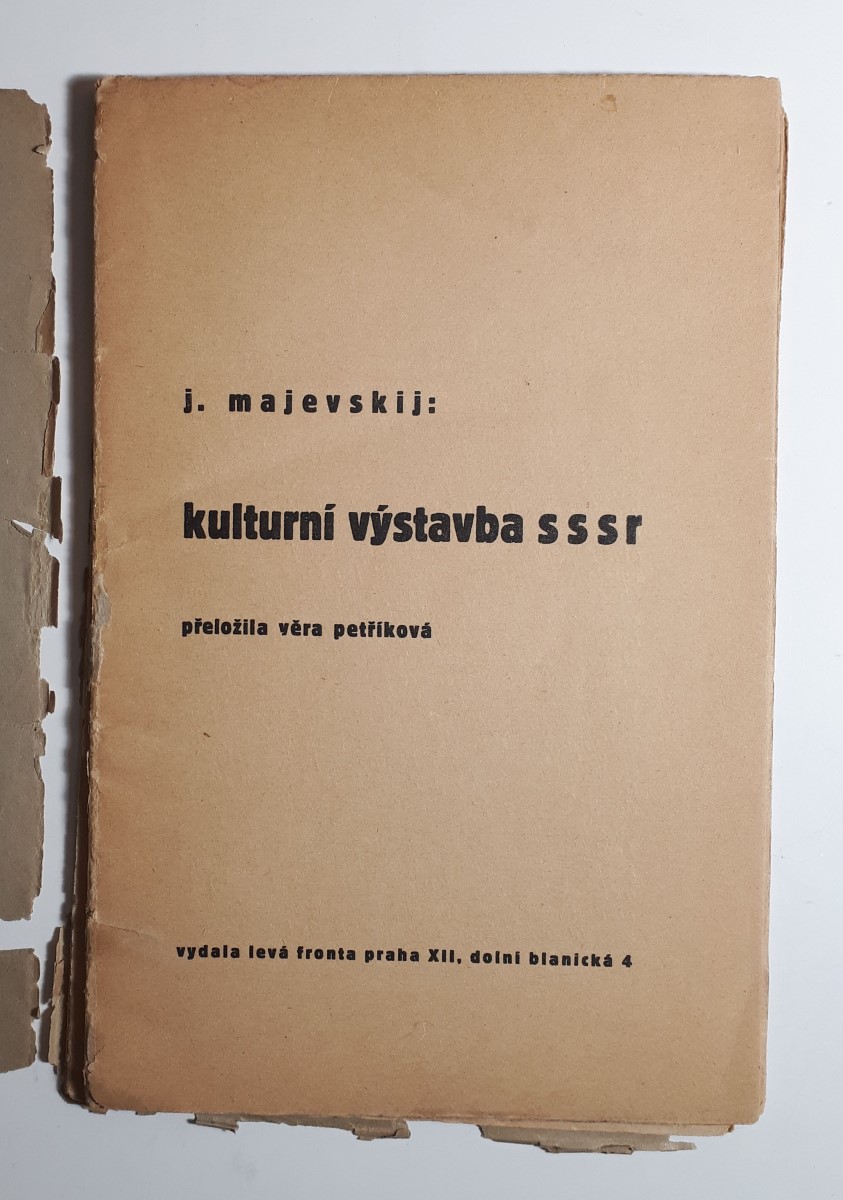 j. majevskij:
kulturní výstavba sssr
přeložila věra petříková
vydala levá fronta praha XII, dolní blanická 4